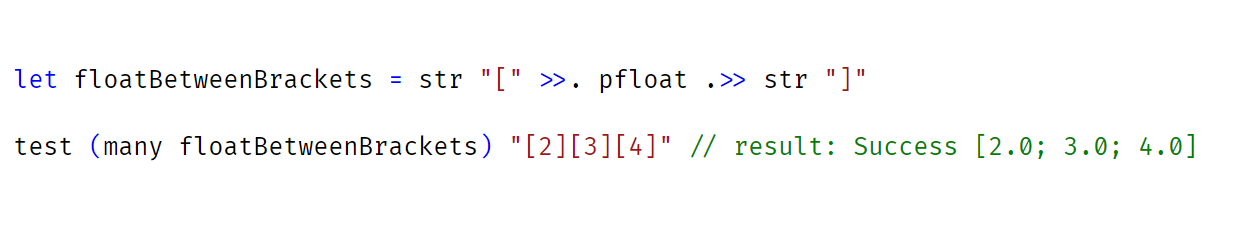 let floatBetweenBrackets = str "[" >>. pfloat .>> str "]"
test (many floatBetweenBrackets) "[2][3][4]" // result: Success [2.0; 3.0; 4.0]